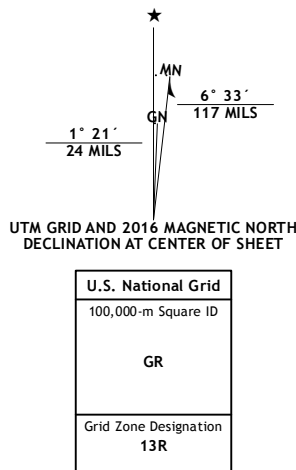 MN
GN
6° 33´
117 MILS
1° 21´
24 MILS
UTM GRID AND 2016 MAGNETIC NORTH
DECLINATION AT CENTER OF SHEET
U.S. National Grid
100,000-m Square ID
GR
Grid Zone Designation
13R